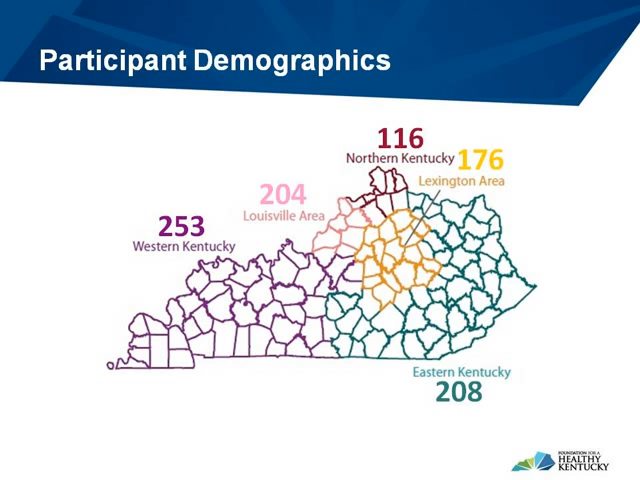 Participant Demographics
116
Northern Kentucky
176
Lexington Area
204
Louisville Area
253
Western Kentucky
Eastern Kentucky
208
FOUNDATION FOR A
HEALTHY
KENTUCKY